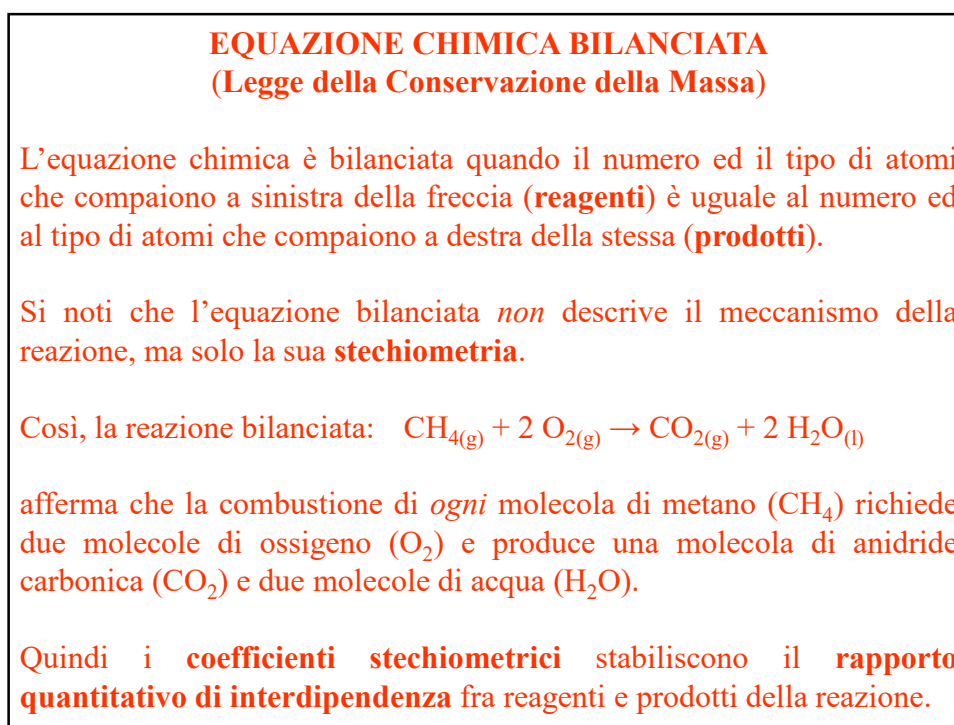 EQUAZIONE CHIMICA BILANCIATA
(Legge della Conservazione della Massa)
L’equazione chimica è bilanciata quando il numero ed il tipo di atomi
che compaiono a sinistra della freccia (reagenti) è uguale al numero ed
al tipo di atomi che compaiono a destra della stessa (prodotti).
Si noti che l’equazione bilanciata non descrive il meccanismo della
reazione, ma solo la sua stechiometria.
Così, la reazione bilanciata: CH₄(g) + 2 O₂(g) → CO₂(g) + 2 H₂O(l)
afferma che la combustione di ogni molecola di metano (CH₄) richiede
due molecole di ossigeno (O₂) e produce una molecola di anidride
carbonica (CO₂) e due molecole di acqua (H₂O).
Quindi i coefficienti stechiometrici stabiliscono il rapporto
quantitativo di interdipendenza fra reagenti e prodotti della reazione.